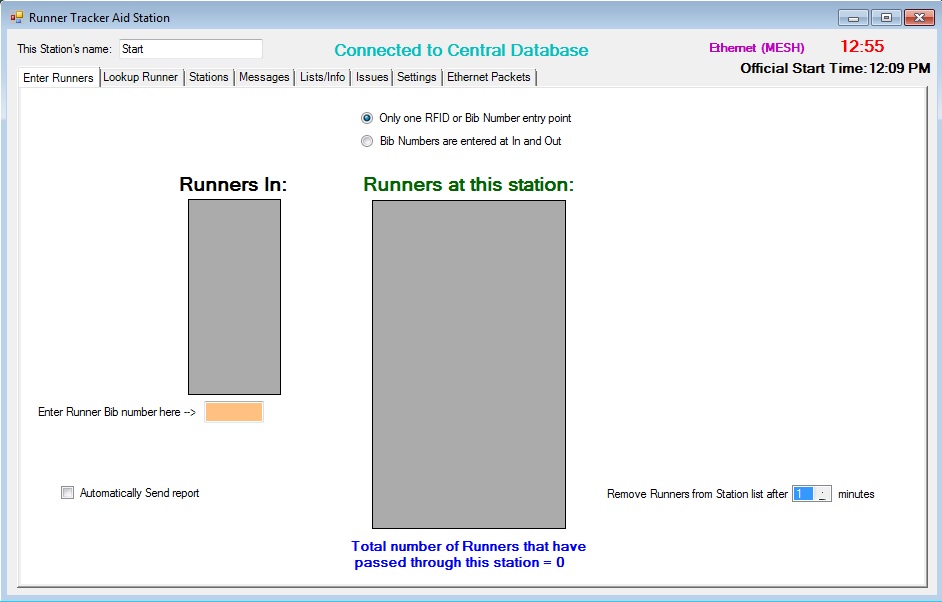 Runner Tracker Aid Station
This Station's name: Start
Connected to Central Database
Ethernet (MESH) 12:55
Official Start Time: 12:09 PM
Enter Runners Lookup Runner Stations Messages Lists/Info Issues Settings Ethernet Packets
Only one RFID or Bib Number entry point
Bib Numbers are entered at In and Out
Runners In:
Runners at this station:
Enter Runner Bib number here -->
Automatically Send report
Remove Runners from Station list after 1 minutes
Total number of Runners that have
passed through this station = 0